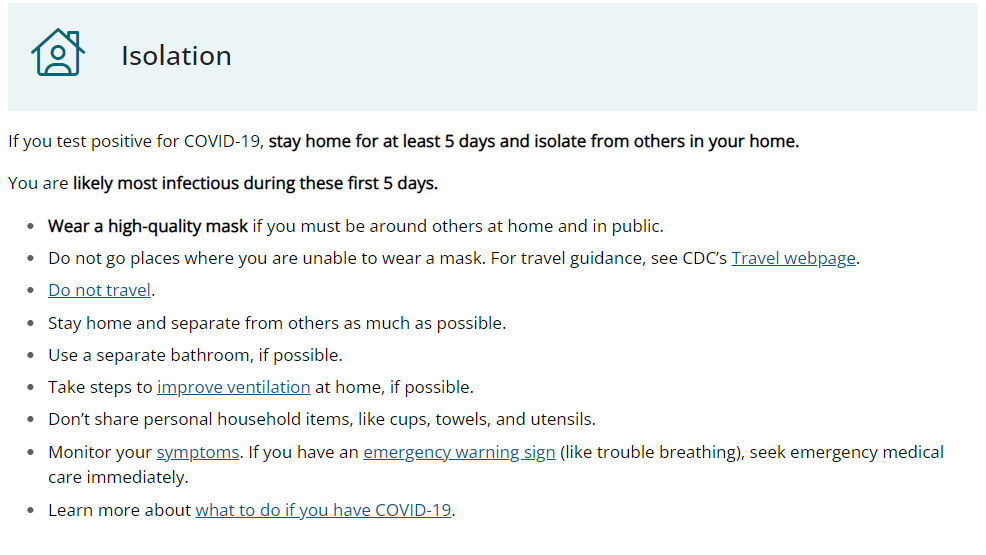 Isolation
If you test positive for COVID-19, stay home for at least 5 days and isolate from others in your home.
You are likely most infectious during these first 5 days.
• Wear a high-quality mask if you must be around others at home and in public.
• Do not go places where you are unable to wear a mask. For travel guidance, see CDC’s Travel webpage.
• Do not travel.
• Stay home and separate from others as much as possible.
• Use a separate bathroom, if possible.
• Take steps to improve ventilation at home, if possible.
• Don’t share personal household items, like cups, towels, and utensils.
• Monitor your symptoms. If you have an emergency warning sign (like trouble breathing), seek emergency medical
care immediately.
• Learn more about what to do if you have COVID-19.